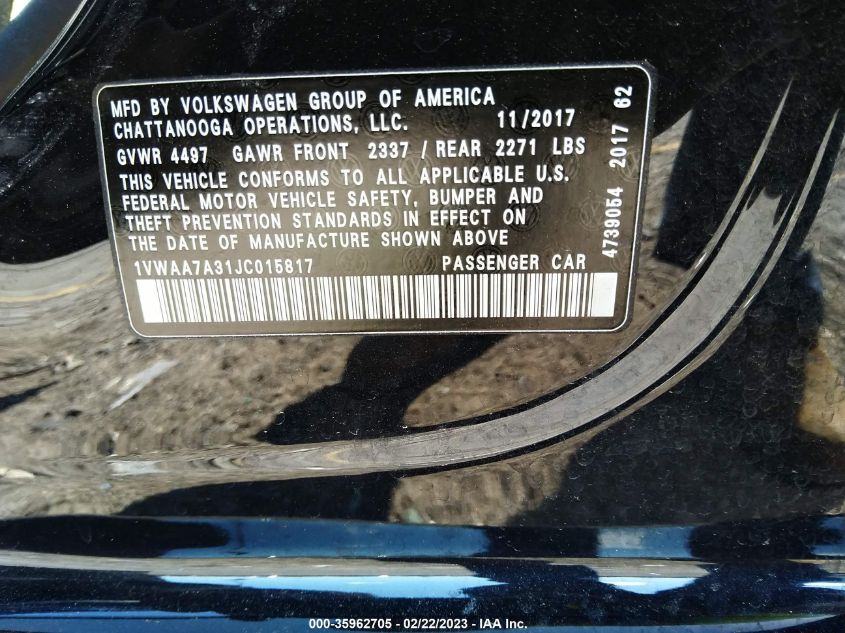 MFD BY VOLKSWAGEN GROUP OF AMERICA
CHATTANOOGA OPERATIONS, LLC. 11/2017
GVWR 4497 GAWR FRONT 2337 / REAR 2271 LBS
THIS VEHICLE CONFORMS TO ALL APPLICABLE U.S.
FEDERAL MOTOR VEHICLE SAFETY, BUMPER AND
THEFT PREVENTION STANDARDS IN EFFECT ON
THE DATE OF MANUFACTURE SHOWN ABOVE
1VWAA7A31JC015817 PASSENGER CAR
4739054 2017 62
000-35962705 - 02/22/2023 - IAA Inc.